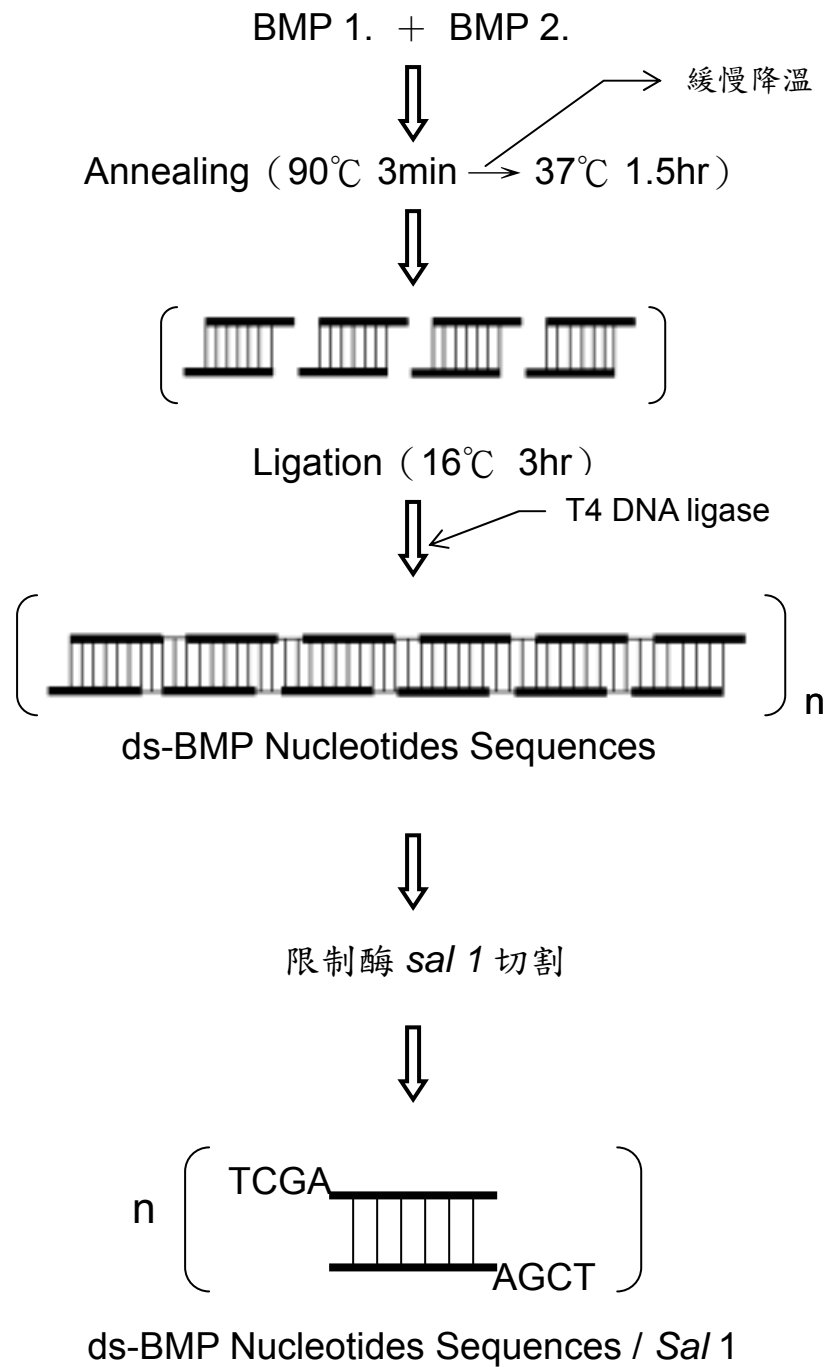 BMP 1. + BMP 2.
緩慢降溫
Annealing（90℃ 3min → 37℃ 1.5hr）
Ligation（16℃ 3hr）
T4 DNA ligase
n
ds-BMP Nucleotides Sequences
限制酶 sal 1 切割
TCGA
n
AGCT
ds-BMP Nucleotides Sequences / Sal 1